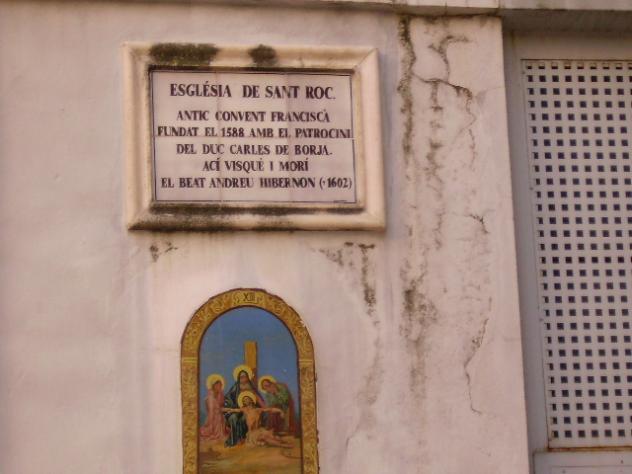 ESGLÉSIA DE SANT ROC.
ANTIC CONVENT FRANCISCÀ
FUNDAT EL 1588 AMB EL PATROCINI
DEL DUC CARLES DE BORJA.
ACÍ VISQUÉ I MORÍ
EL BEAT ANDREU HIBERNON (·1602)
XIII